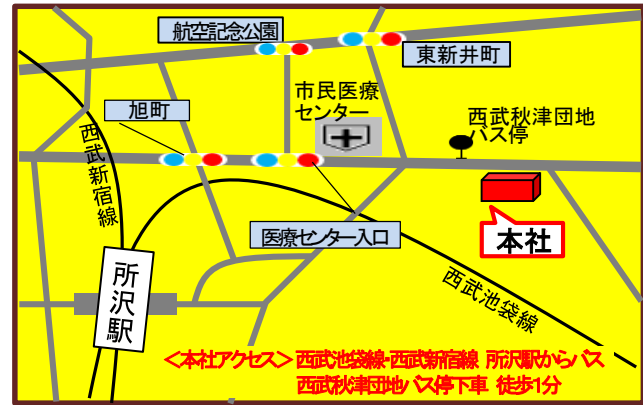 航空記念公園
東新井町
市民医療
センター
旭町
西武秋津団地
バス停
西武新宿線
医療センター入口
本社
所沢駅
西武池袋線
＜本社アクセス＞ 西武池袋線・西武新宿線 所沢駅からバス
西武秋津団地バス停下車 徒歩1分